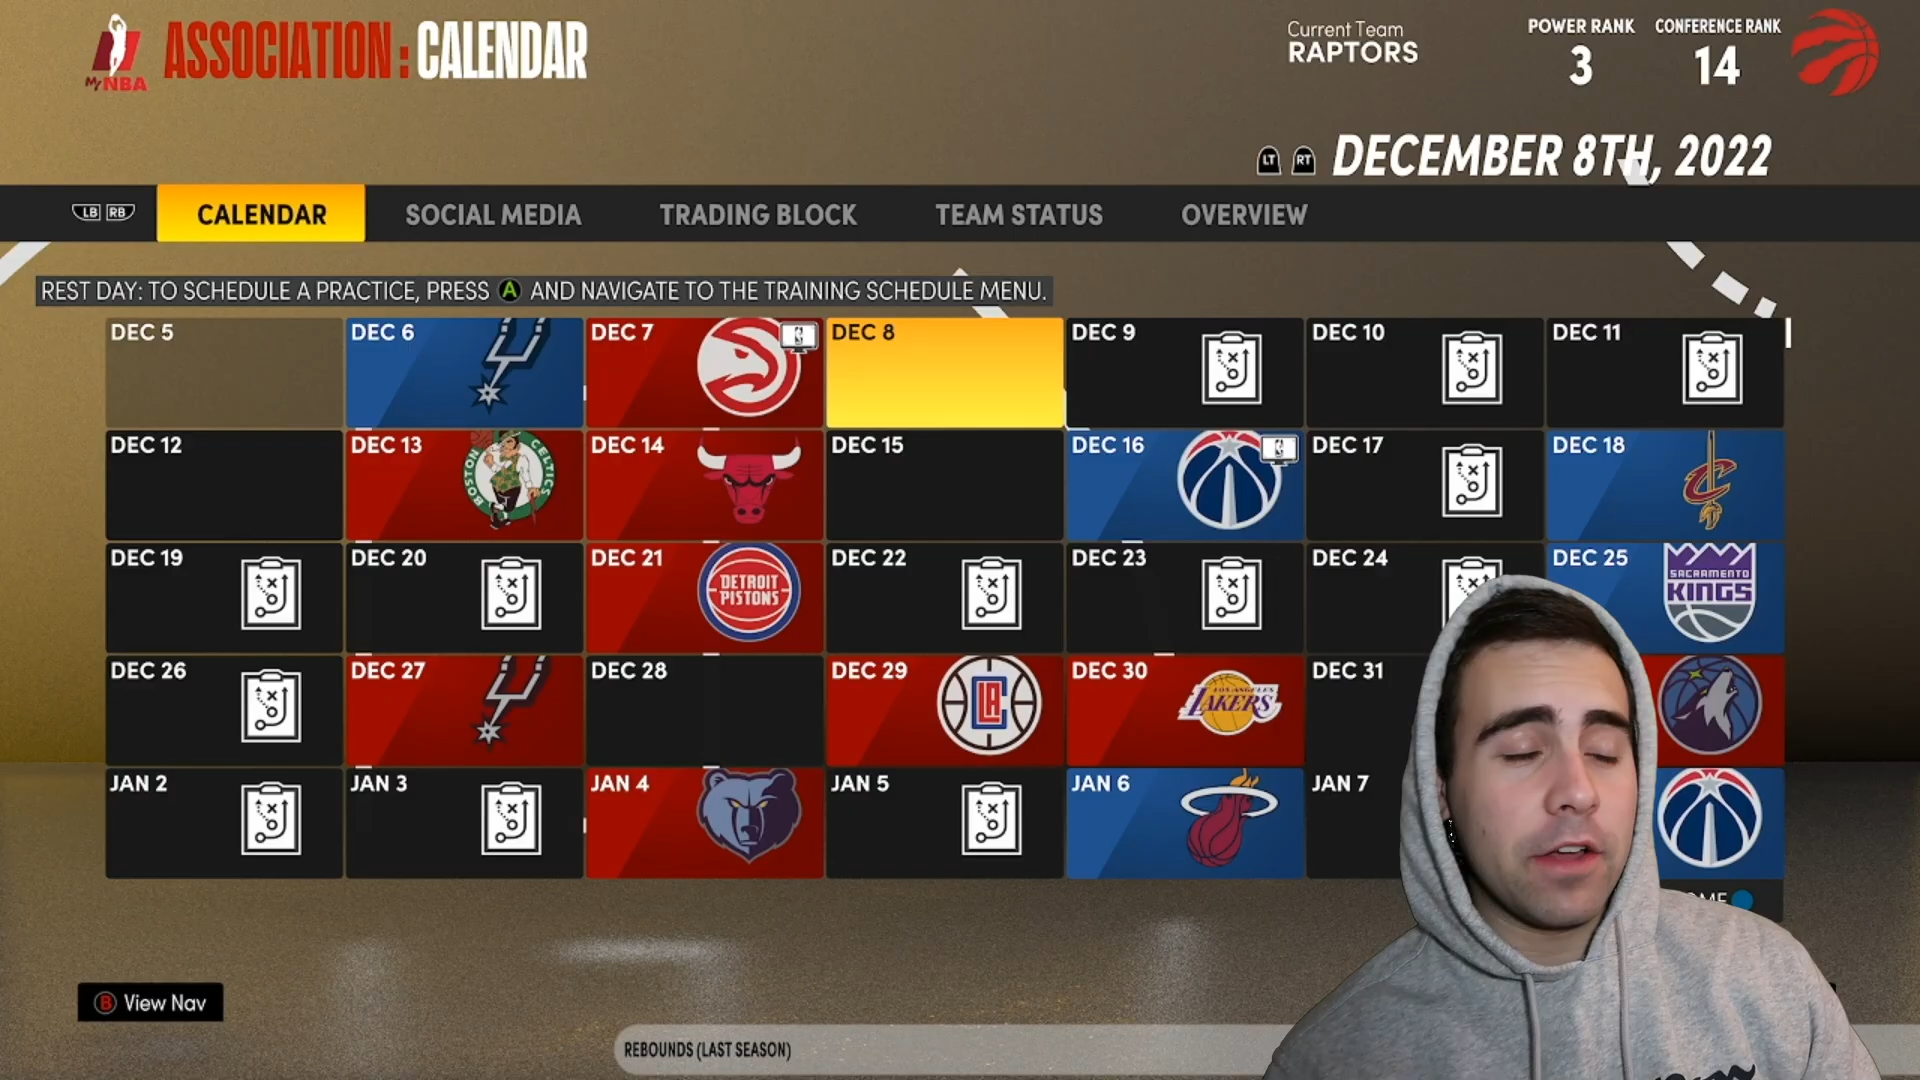 MyNBA
ASSOCIATION: CALENDAR
Current Team
RAPTORS
POWER RANK
3
CONFERENCE RANK
14
LT RT DECEMBER 8TH, 2022
LB RB CALENDAR SOCIAL MEDIA TRADING BLOCK TEAM STATUS OVERVIEW
REST DAY: TO SCHEDULE A PRACTICE, PRESS A AND NAVIGATE TO THE TRAINING SCHEDULE MENU.
DEC 5 DEC 6 DEC 7 DEC 8 DEC 9 DEC 10 DEC 11
DEC 12 DEC 13 DEC 14 DEC 15 DEC 16 DEC 17 DEC 18
BOSTON CELTICS
DEC 19 DEC 20 DEC 21 DEC 22 DEC 23 DEC 24 DEC 25
DETROIT PISTONS
SACRAMENTO KINGS
DEC 26 DEC 27 DEC 28 DEC 29 DEC 30 DEC 31
LA
LOS ANGELES LAKERS
JAN 2 JAN 3 JAN 4 JAN 5 JAN 6 JAN 7
B View Nav
REBOUNDS (LAST SEASON)